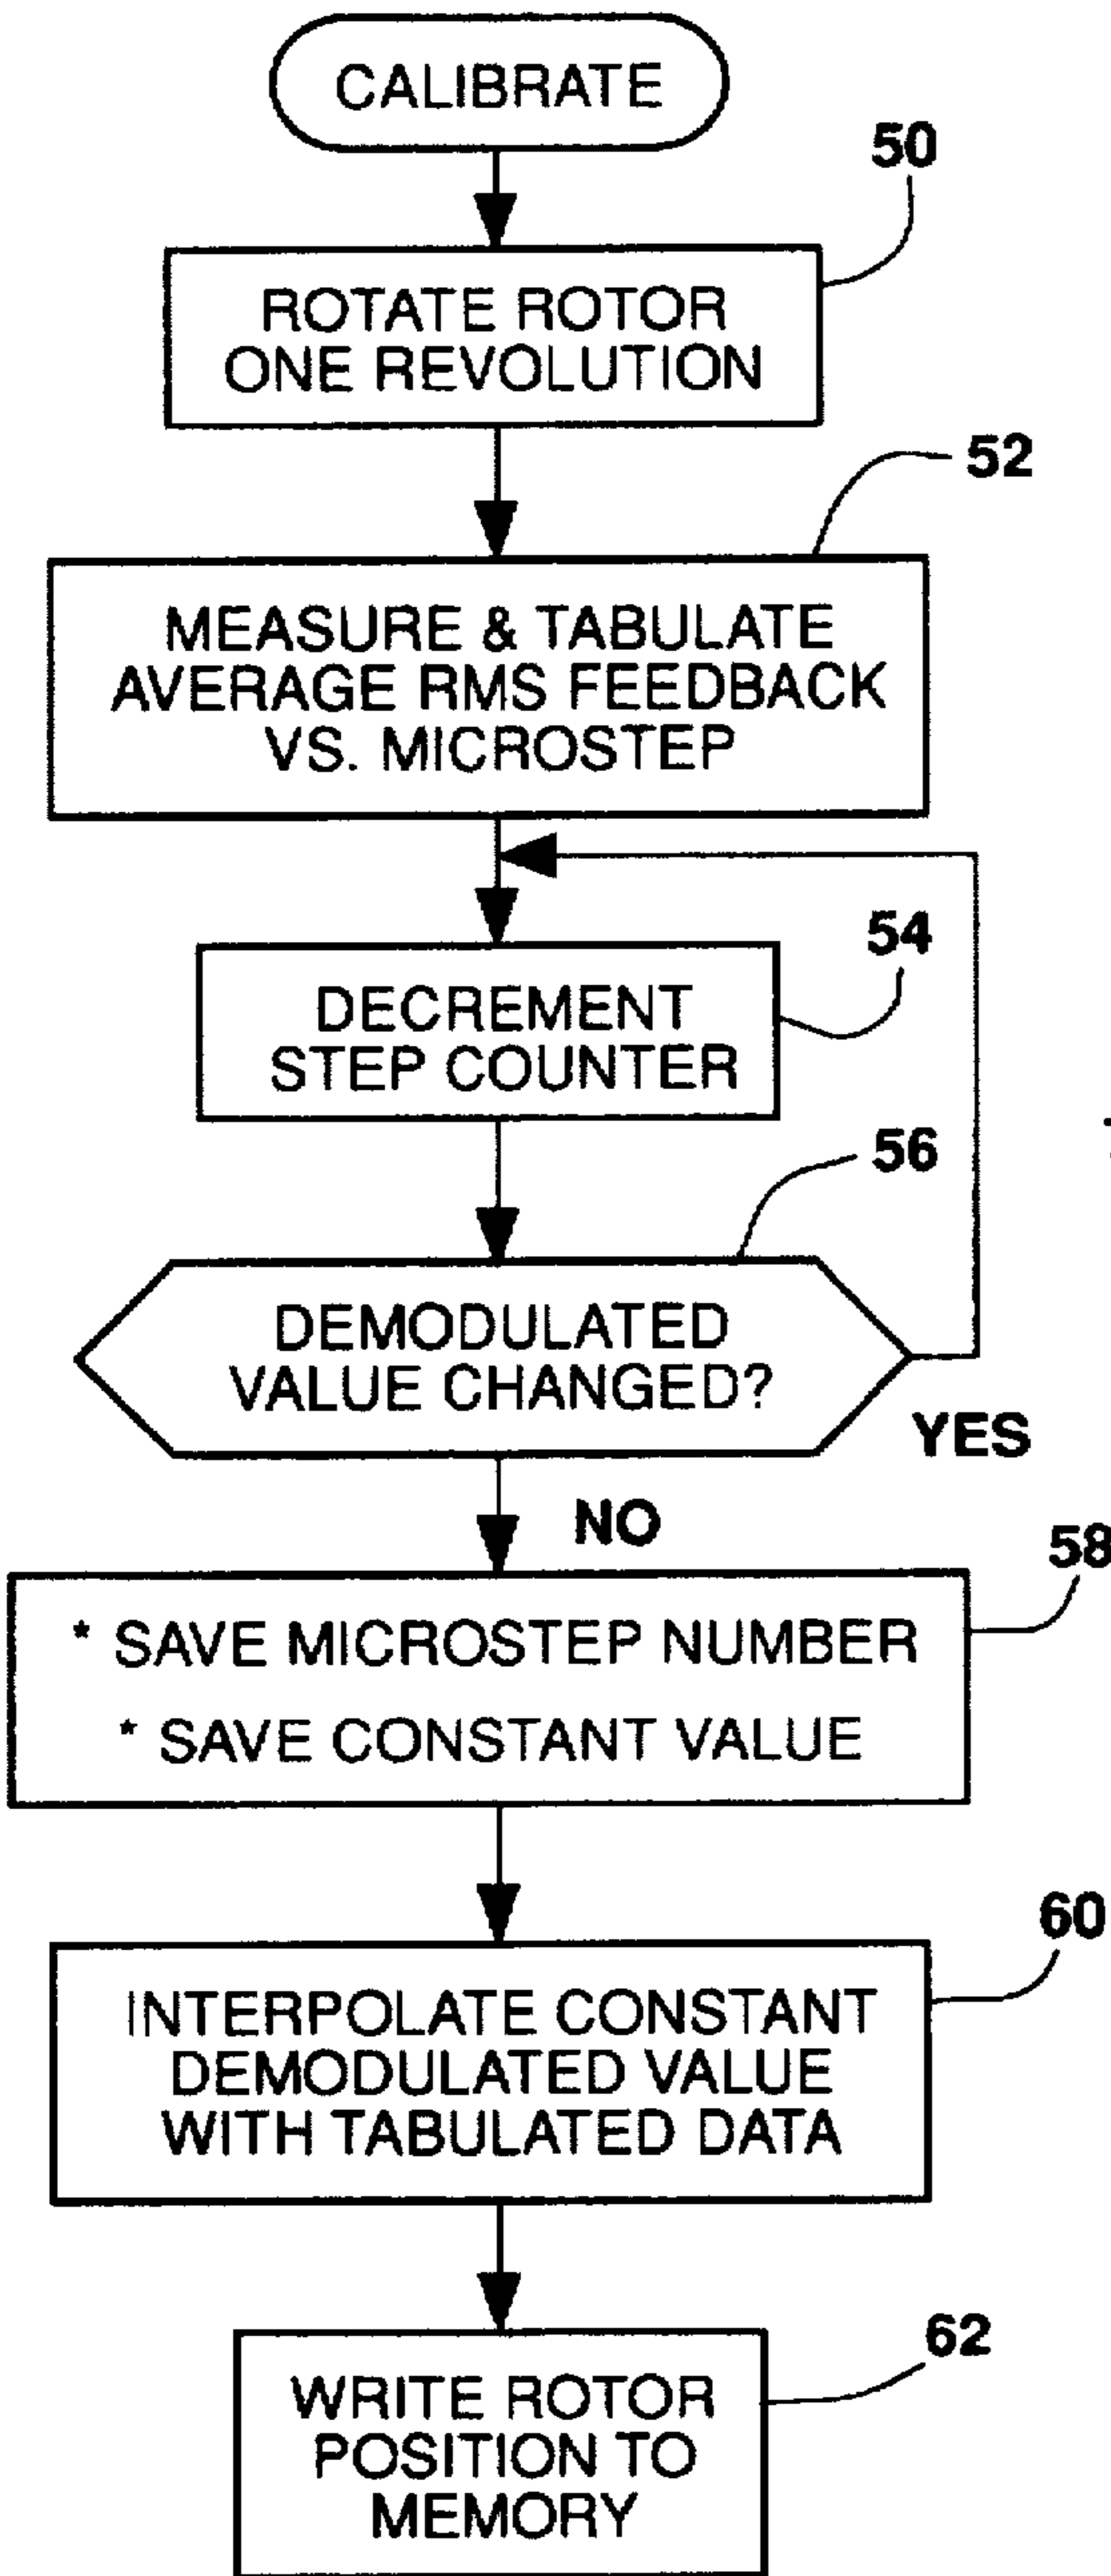 CALIBRATE
50
ROTATE ROTOR
ONE REVOLUTION
52
MEASURE & TABULATE
AVERAGE RMS FEEDBACK
VS. MICROSTEP
54
DECREMENT
STEP COUNTER
56
DEMODULATED
VALUE CHANGED?
YES
NO
58
* SAVE MICROSTEP NUMBER
* SAVE CONSTANT VALUE
60
INTERPOLATE CONSTANT
DEMODULATED VALUE
WITH TABULATED DATA
62
WRITE ROTOR
POSITION TO
MEMORY